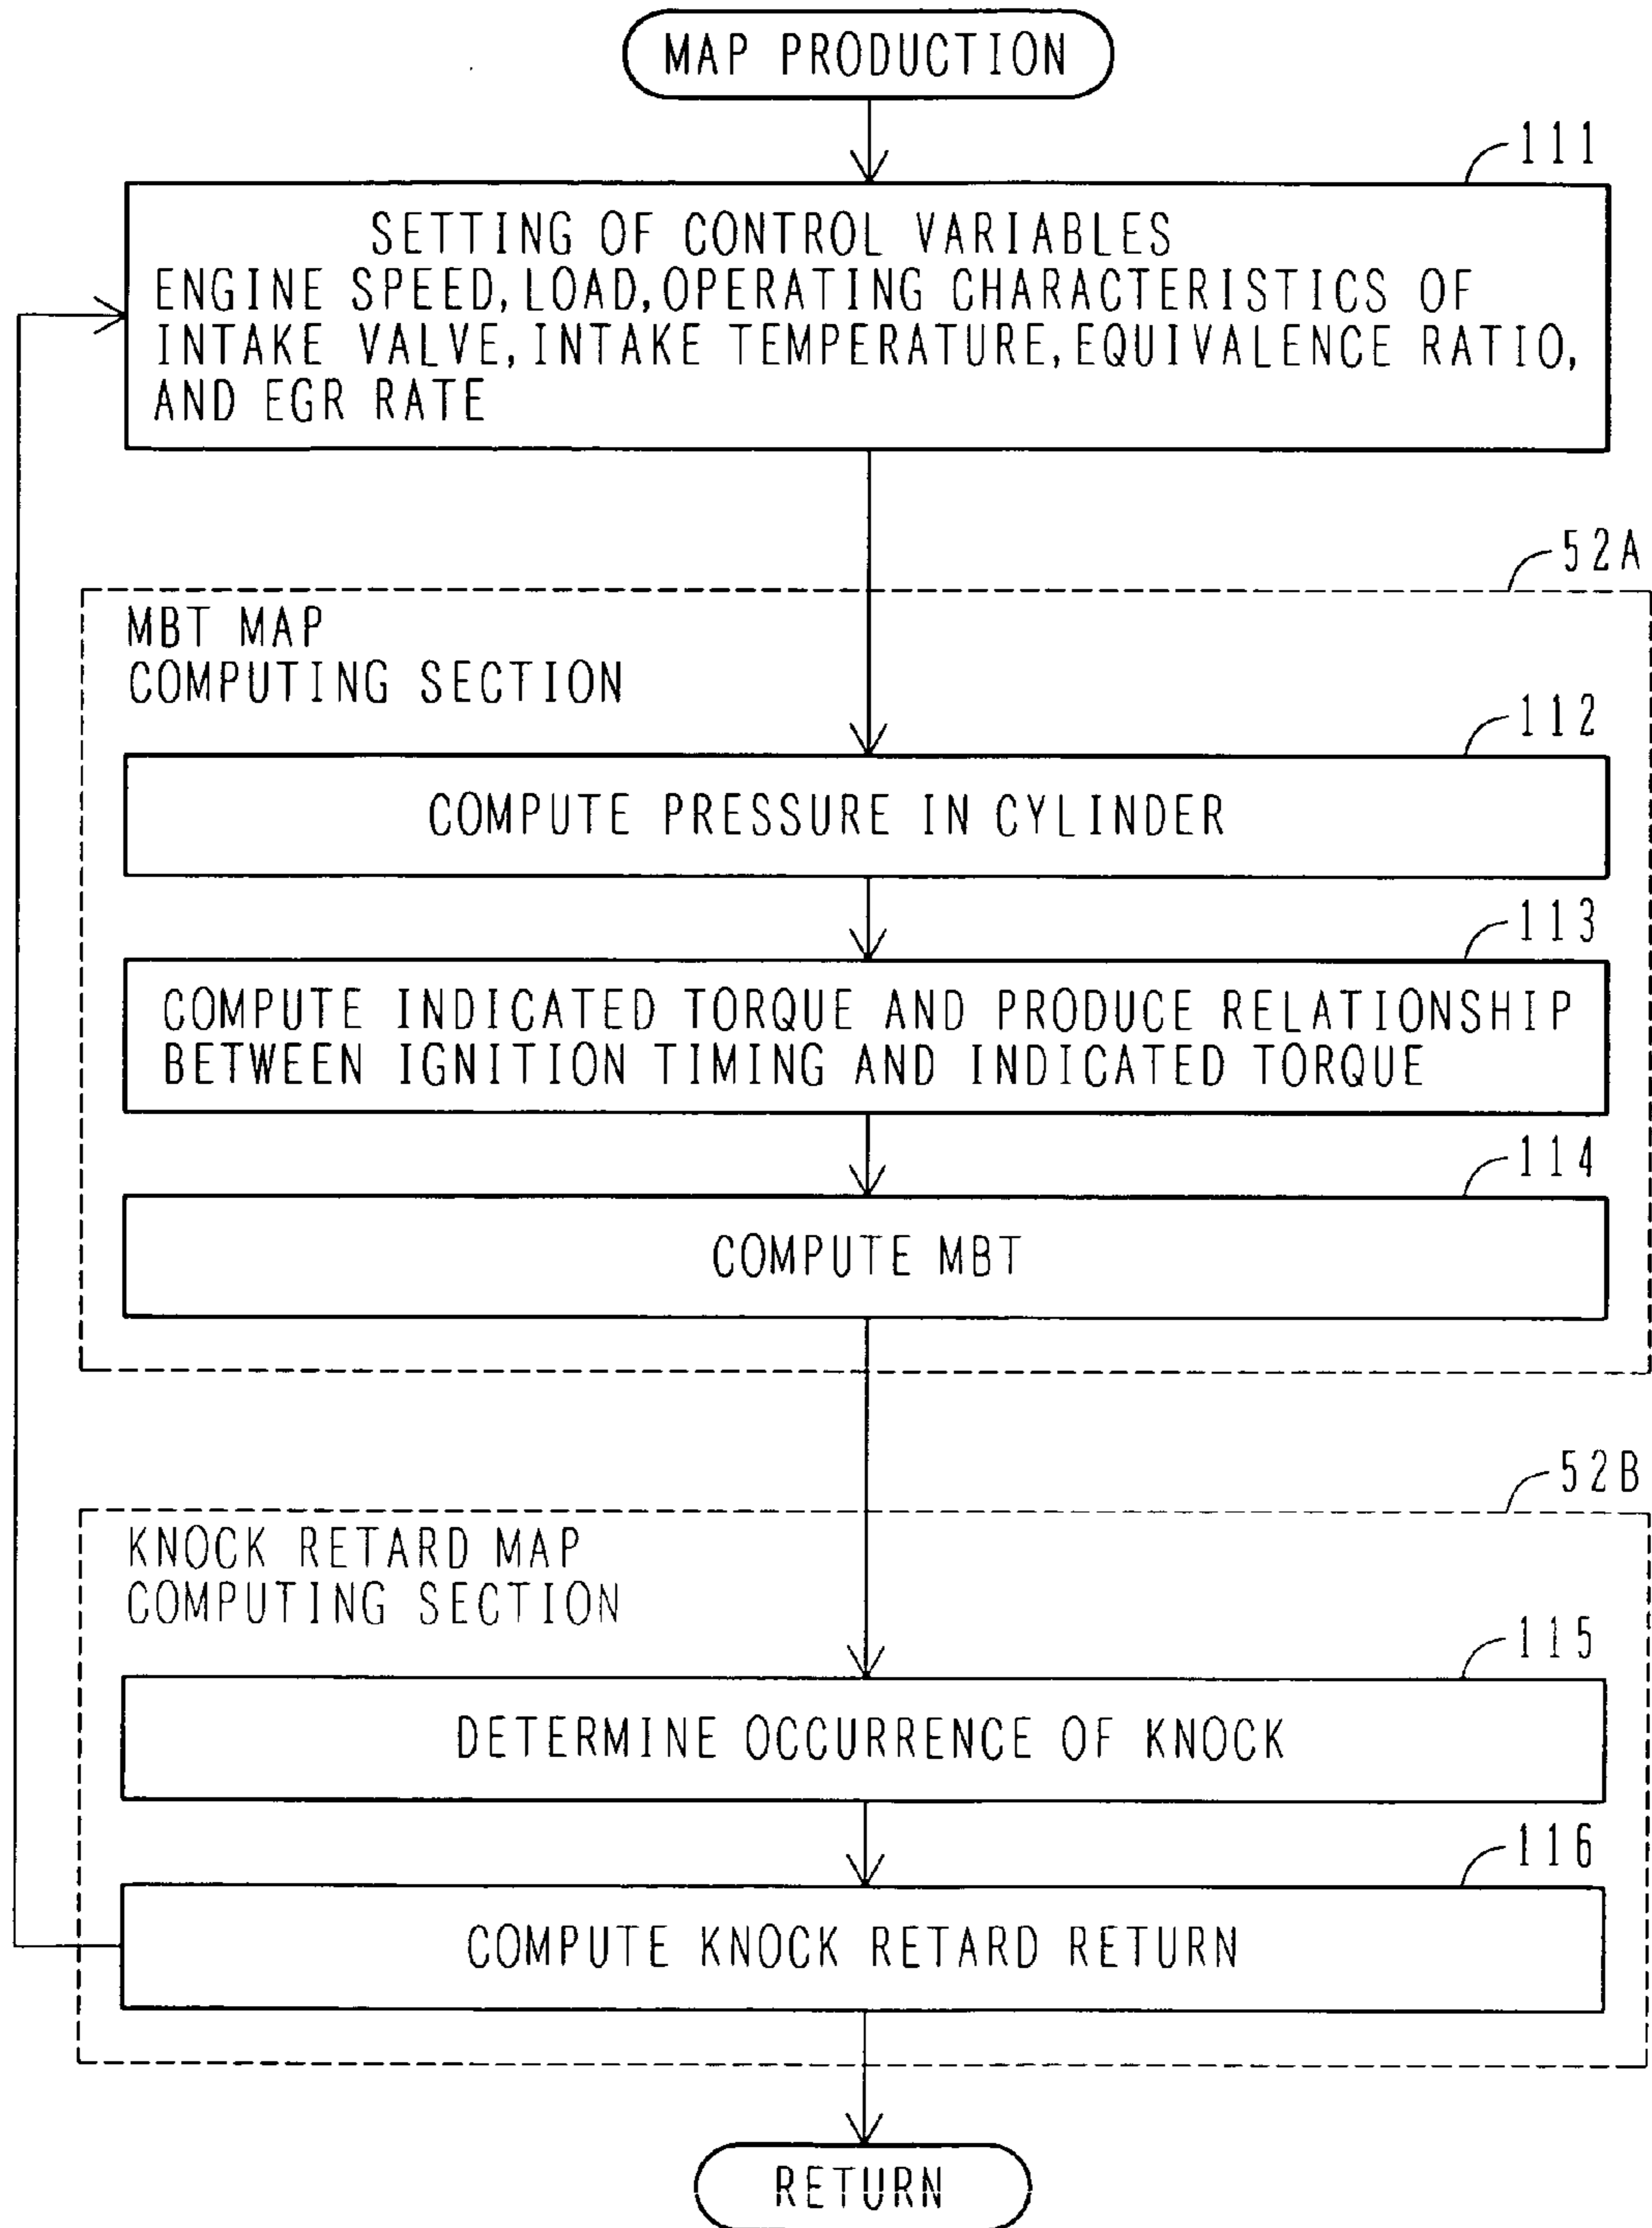 MAP PRODUCTION
111
SETTING OF CONTROL VARIABLES
ENGINE SPEED, LOAD, OPERATING CHARACTERISTICS OF
INTAKE VALVE, INTAKE TEMPERATURE, EQUIVALENCE RATIO,
AND EGR RATE
52A
MBT MAP
COMPUTING SECTION
112
COMPUTE PRESSURE IN CYLINDER
113
COMPUTE INDICATED TORQUE AND PRODUCE RELATIONSHIP
BETWEEN IGNITION TIMING AND INDICATED TORQUE
114
COMPUTE MBT
52B
KNOCK RETARD MAP
COMPUTING SECTION
115
DETERMINE OCCURRENCE OF KNOCK
116
COMPUTE KNOCK RETARD RETURN
RETURN